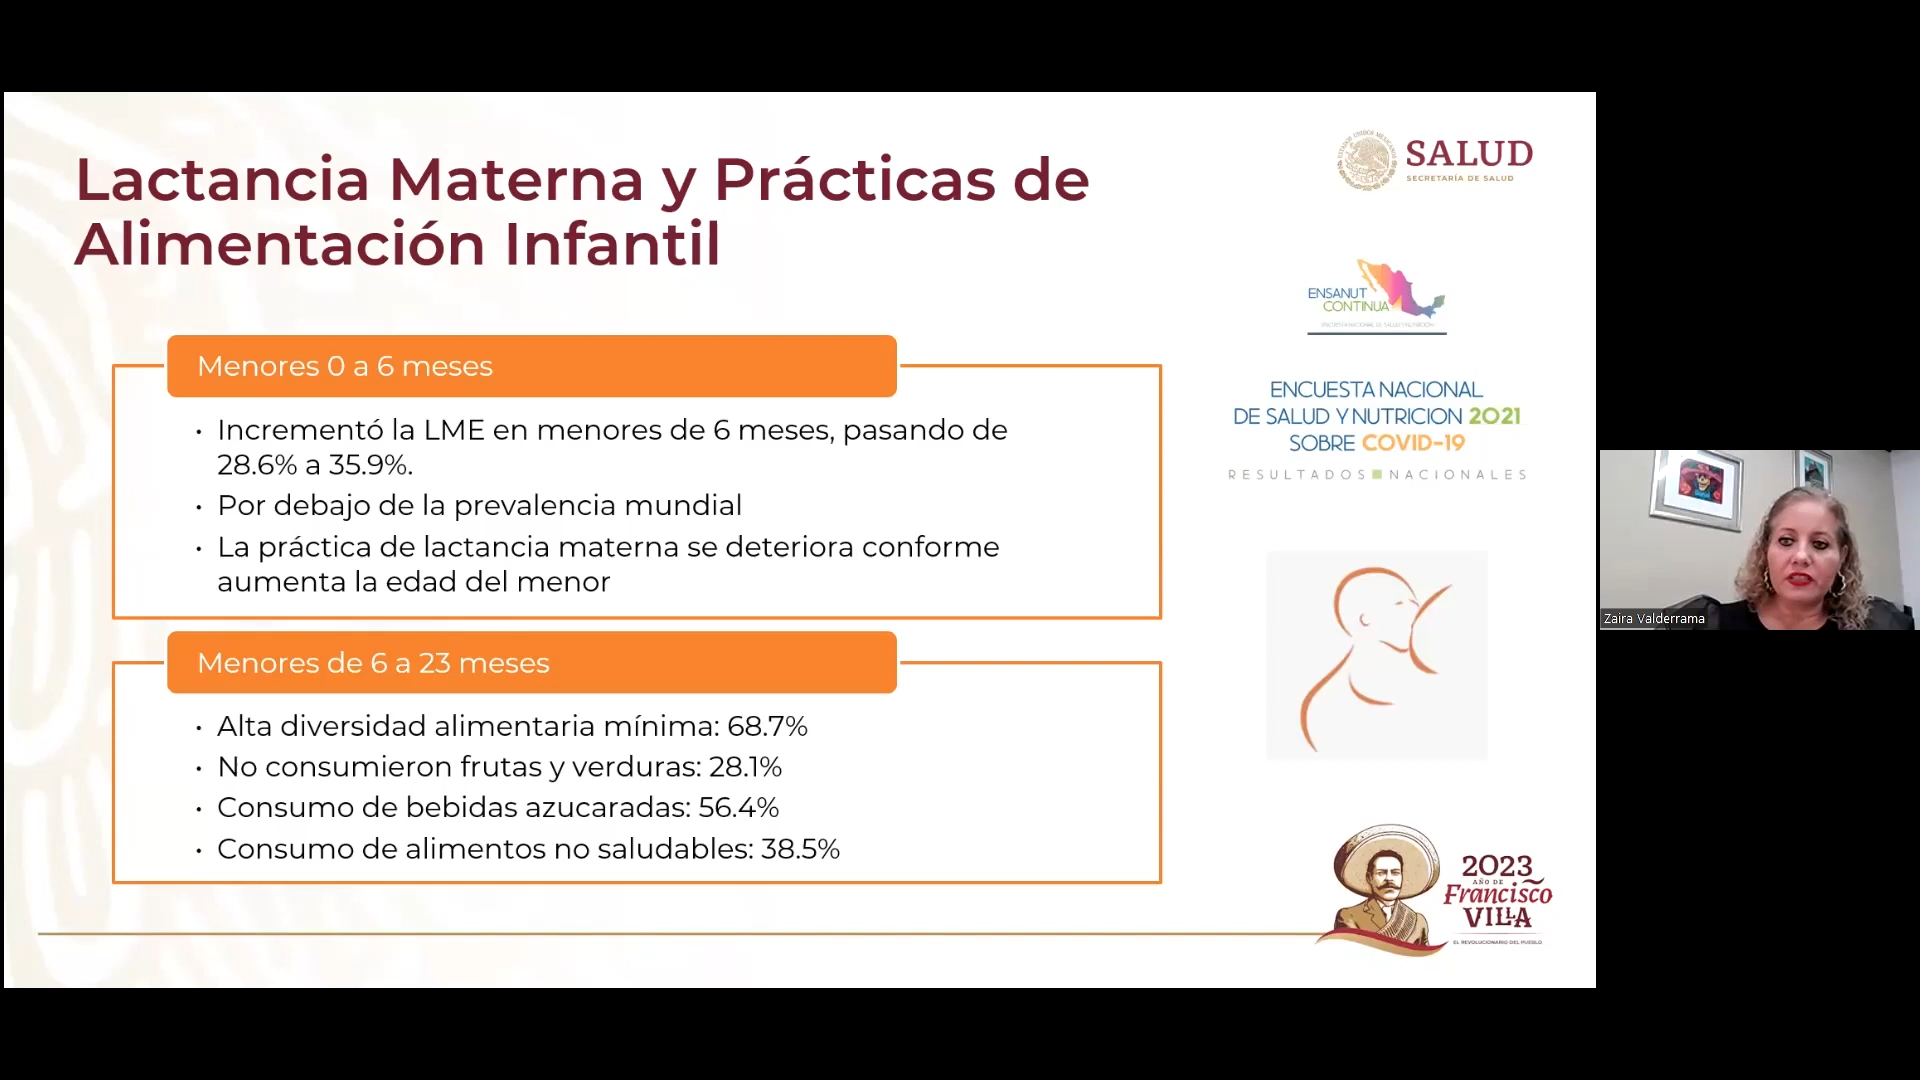 Lactancia Materna y Prácticas de
Alimentación Infantil
SALUD
SECRETARÍA DE SALUD
ENSANUT
CONTINUA
ENCUESTA NACIONAL
DE SALUD Y NUTRICION 2021
SOBRE COVID-19
RESULTADOS NACIONALES
Menores 0 a 6 meses
• Incrementó la LME en menores de 6 meses, pasando de
28.6% a 35.9%.
• Por debajo de la prevalencia mundial
• La práctica de lactancia materna se deteriora conforme
aumenta la edad del menor
Menores de 6 a 23 meses
• Alta diversidad alimentaria mínima: 68.7%
• No consumieron frutas y verduras: 28.1%
• Consumo de bebidas azucaradas: 56.4%
• Consumo de alimentos no saludables: 38.5%
2023
AÑO DE
Francisco
VILLA
EL REVOLUCIONARIO DEL PUEBLO
Zaira Valderrama